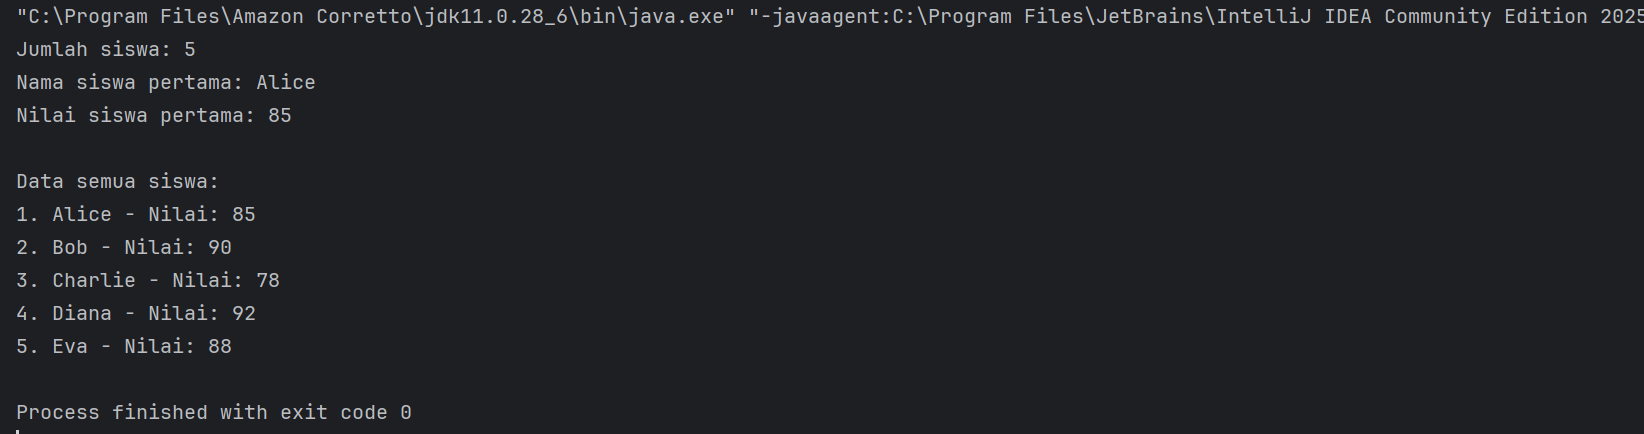 "C:\Program Files\Amazon Corretto\jdk11.0.28_6\bin\java.exe" "-javaagent:C:\Program Files\JetBrains\IntelliJ IDEA Community Edition 2025
Jumlah siswa: 5
Nama siswa pertama: Alice
Nilai siswa pertama: 85
Data semua siswa:
1. Alice - Nilai: 85
2. Bob - Nilai: 90
3. Charlie - Nilai: 78
4. Diana - Nilai: 92
5. Eva - Nilai: 88
Process finished with exit code 0